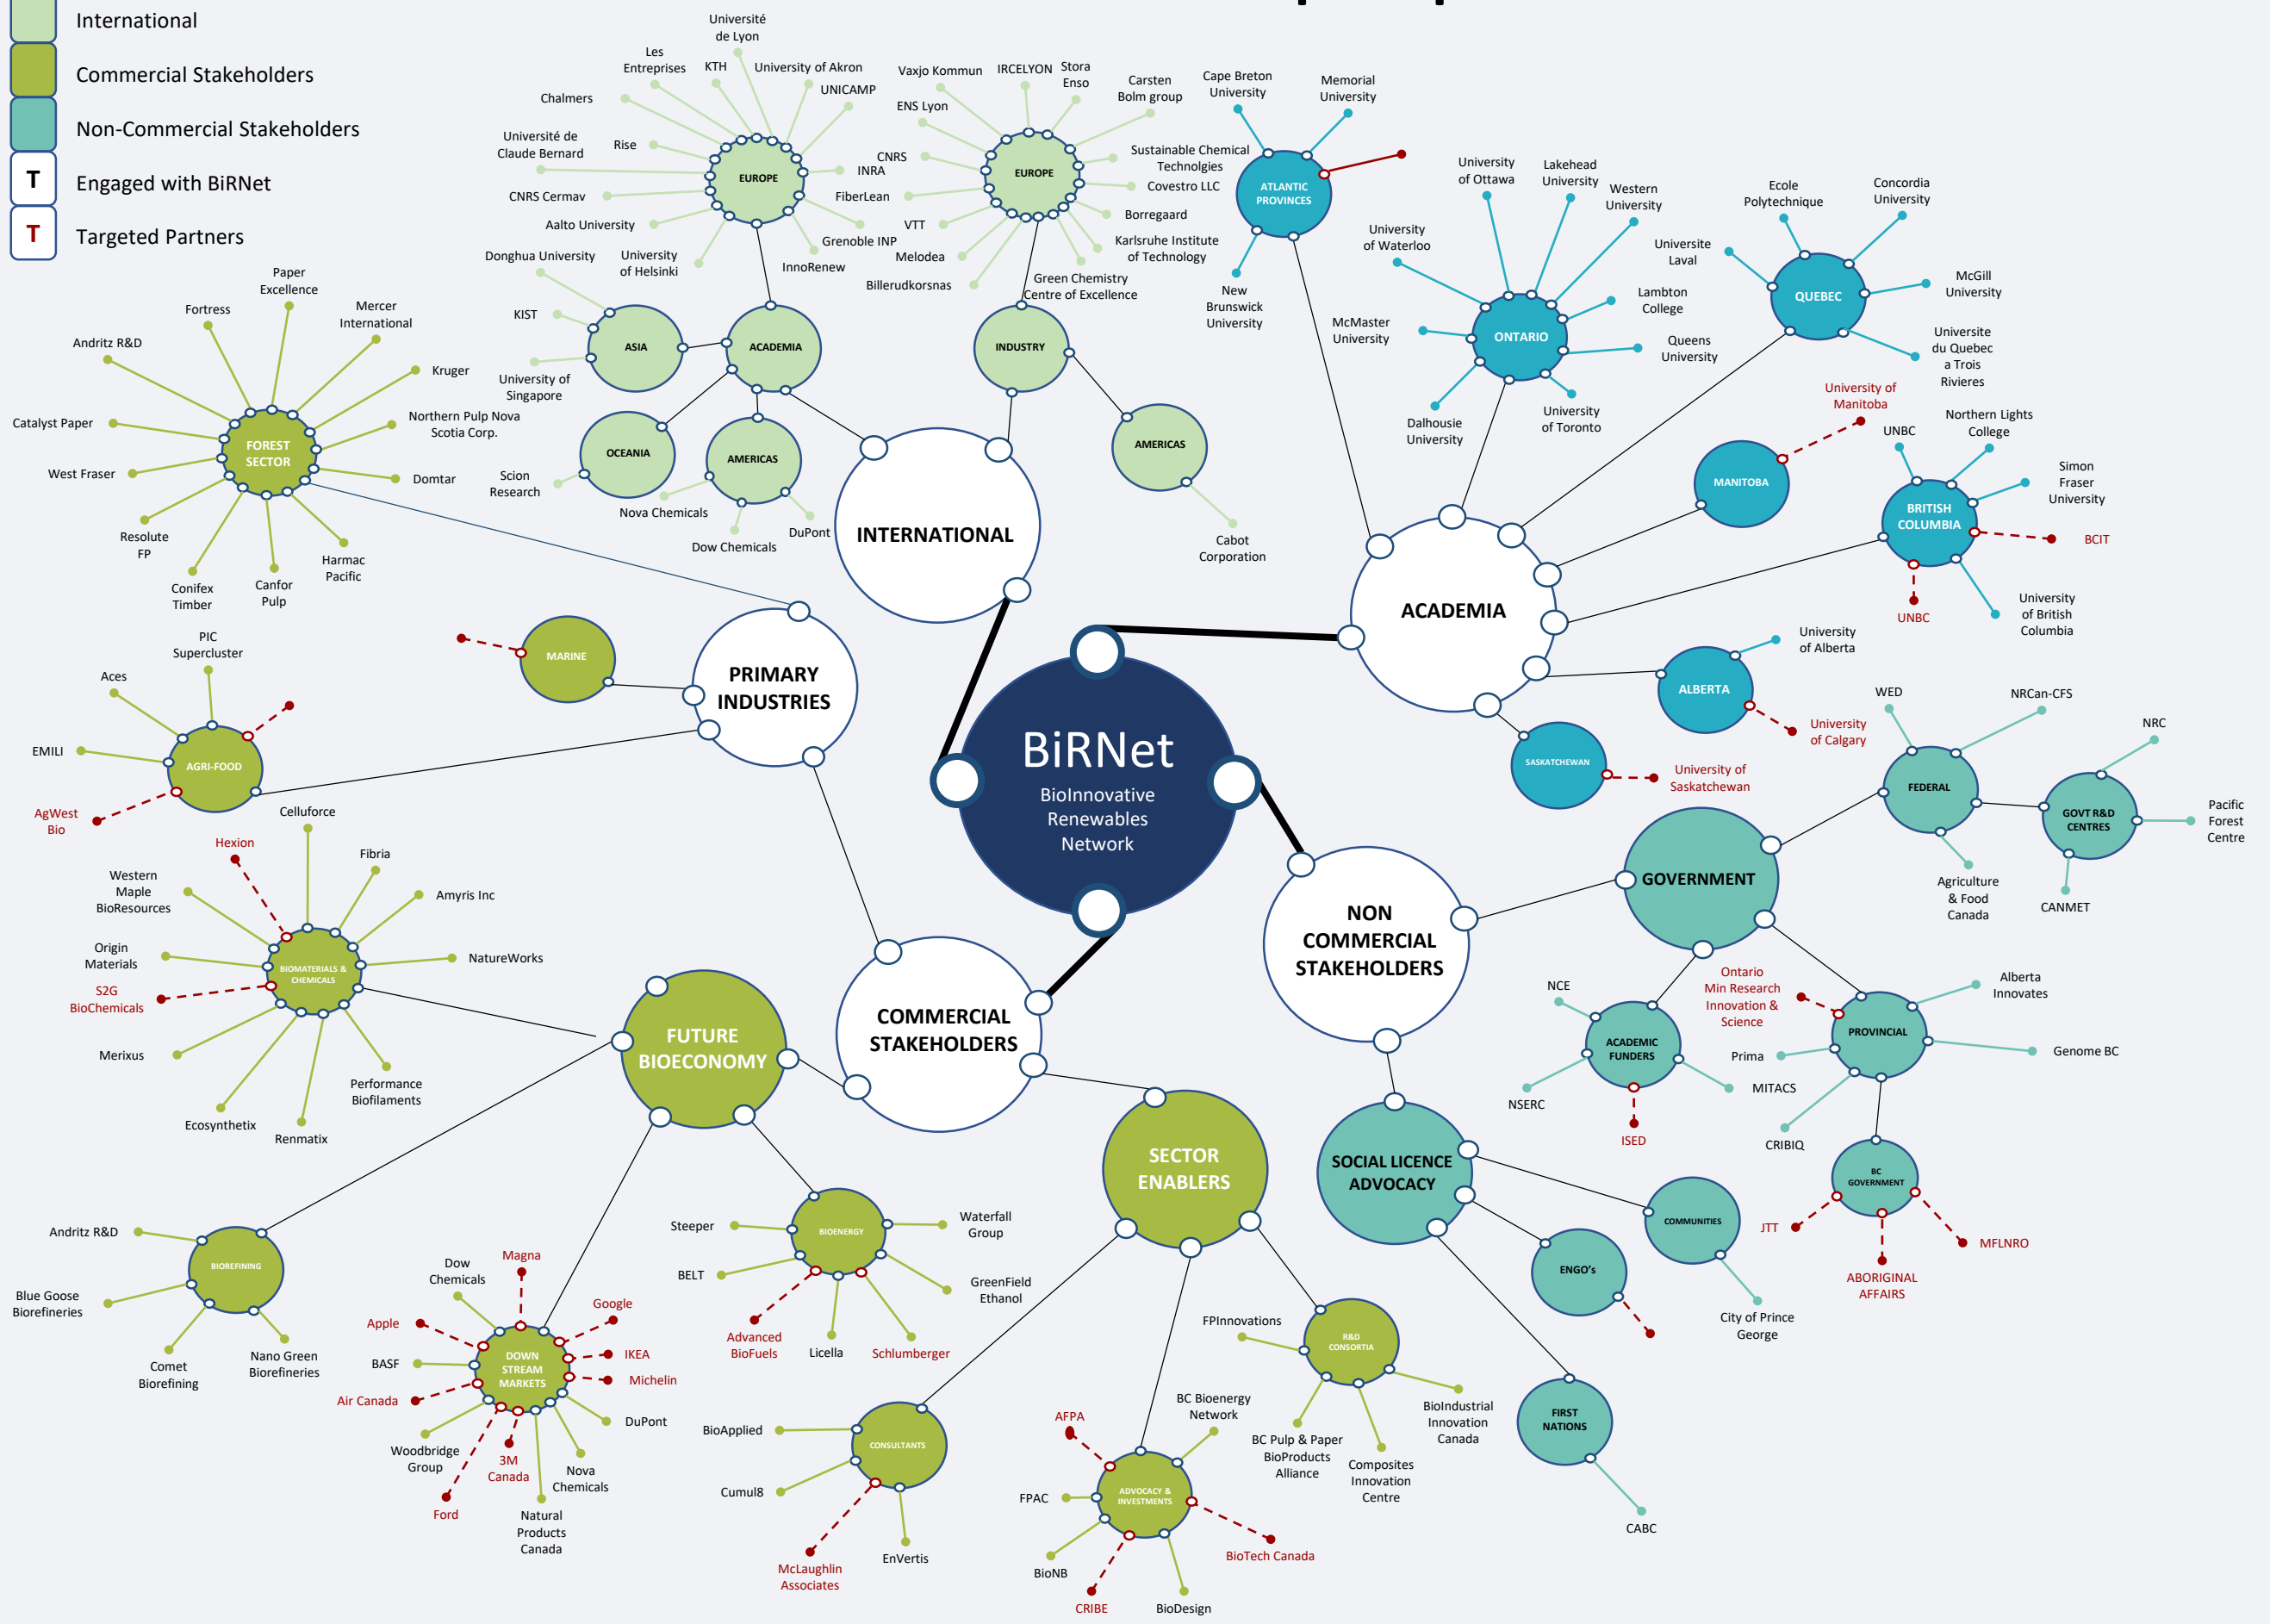 International
Commercial Stakeholders
Non-Commercial Stakeholders
T
Engaged with BiRNet
T
Targeted Partners
BiRNet
BioInnovative
Renewables
Network
INTERNATIONAL
ACADEMIA
EUROPE
Université
de Lyon
Les
Entreprises
KTH
University of Akron
UNICAMP
Chalmers
Rise
Université de
Claude Bernard
INRA
CNRS Cermav
Aalto University
University
of Helsinki
Grenoble INP
InnoRenew
ASIA
Donghua University
KIST
University of
Singapore
OCEANIA
Scion
Research
AMERICAS
Nova Chemicals
Dow Chemicals
DuPont
INDUSTRY
EUROPE
Vaxjo Kommun
IRCELYON
Stora
Enso
Carsten
Bolm group
ENS Lyon
CNRS
Sustainable Chemical
Technolgies
Covestro LLC
FiberLean
Borregaard
VTT
Karlsruhe Institute
of Technology
Melodea
Billerudkorsnas
Green Chemistry
Centre of Excellence
AMERICAS
Cabot
Corporation
ACADEMIA
ATLANTIC
PROVINCES
Cape Breton
University
Memorial
University
New
Brunswick
University
ONTARIO
University
of Ottawa
Lakehead
University
Western
University
University
of Waterloo
Lambton
College
McMaster
University
Queens
University
Dalhousie
University
University
of Toronto
QUEBEC
Ecole
Polytechnique
Concordia
University
Universite
Laval
McGill
University
Universite
du Quebec
a Trois
Rivieres
MANITOBA
University of
Manitoba
BRITISH
COLUMBIA
UNBC
Northern Lights
College
Simon
Fraser
University
BCIT
UNBC
University
of British
Columbia
ALBERTA
University
of Alberta
University
of Calgary
SASKATCHEWAN
University of
Saskatchewan
PRIMARY
INDUSTRIES
FOREST
SECTOR
Paper
Excellence
Fortress
Mercer
International
Andritz R&D
Kruger
Catalyst Paper
Northern Pulp Nova
Scotia Corp.
West Fraser
Domtar
Resolute
FP
Conifex
Timber
Canfor
Pulp
Harmac
Pacific
MARINE
AGRI-FOOD
PIC
Supercluster
Aces
EMILI
AgWest
Bio
COMMERCIAL
STAKEHOLDERS
FUTURE
BIOECONOMY
BIOMATERIALS &
CHEMICALS
Celluforce
Hexion
Fibria
Western
Maple
BioResources
Amyris Inc
Origin
Materials
NatureWorks
S2G
BioChemicals
Merixus
Performance
Biofilaments
Ecosynthetix
Renmatix
BIOREFINING
Andritz R&D
Blue Goose
Biorefineries
Comet
Biorefining
Nano Green
Biorefineries
DOWN
STREAM
MARKETS
Dow
Chemicals
Magna
Google
Apple
IKEA
BASF
Michelin
Air Canada
DuPont
Woodbridge
Group
3M
Canada
Nova
Chemicals
Ford
Natural
Products
Canada
BIOENERGY
Steeper
Waterfall
Group
BELT
GreenField
Ethanol
Advanced
BioFuels
Licella
Schlumberger
SECTOR
ENABLERS
CONSULTANTS
BioApplied
Cumul8
McLaughlin
Associates
EnVertis
ADVOCACY &
INVESTMENTS
AFPA
BC Bioenergy
Network
FPAC
BioNB
BioTech Canada
CRIBE
BioDesign
R&D
CONSORTIA
FPInnovations
BC Pulp & Paper
BioProducts
Alliance
Composites
Innovation
Centre
BioIndustrial
Innovation
Canada
NON
COMMERCIAL
STAKEHOLDERS
GOVERNMENT
FEDERAL
WED
NRCan-CFS
Agriculture
& Food
Canada
GOVT R&D
CENTRES
NRC
Pacific
Forest
Centre
CANMET
ACADEMIC
FUNDERS
NCE
NSERC
MITACS
ISED
PROVINCIAL
Ontario
Min Research
Innovation &
Science
Alberta
Innovates
Prima
Genome BC
CRIBIQ
BC
GOVERNMENT
JTT
ABORIGINAL
AFFAIRS
MFLNRO
SOCIAL LICENCE
ADVOCACY
COMMUNITIES
City of Prince
George
ENGO's
FIRST
NATIONS
CABC